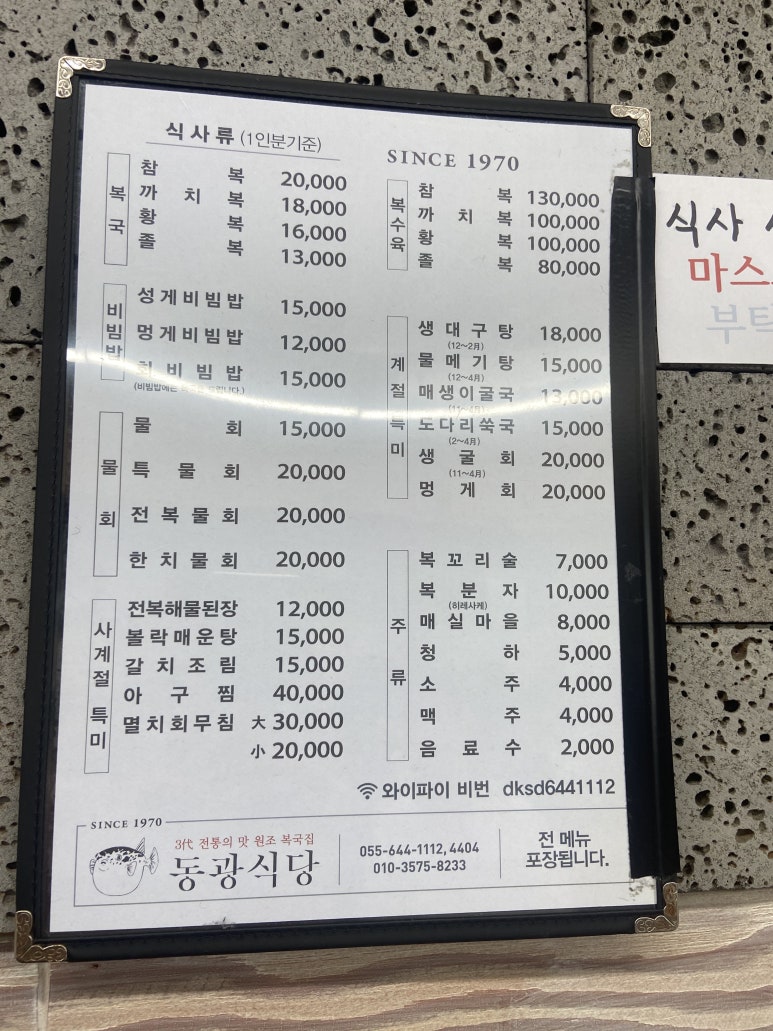 식사류 (1인분기준)
복국
참복 20,000
까치복 18,000
황복 16,000
졸복 13,000
비빔밥
성게비빔밥 15,000
멍게비빔밥 12,000
회비빔밥 15,000
(비빔밥에는
물회
물회 15,000
특물회 20,000
전복물회 20,000
한치물회 20,000
사계절 특미
전복해물된장 12,000
볼락매운탕 15,000
갈치조림 15,000
아구찜 40,000
멸치회무침 大 30,000
小 20,000
SINCE 1970
복수육
참복 130,000
까치복 100,000
황복 100,000
졸복 80,000
계절특미
생대구탕 18,000
(12~2월)
물메기탕 15,000
(12~4월)
매생이굴국 13,000
도다리쑥국 15,000
(2~4월)
생굴회 20,000
(11~4월)
멍게회 20,000
주류
복꼬리술 7,000
복분자 10,000
(히레사케)
매실마을 8,000
청하 5,000
소주 4,000
맥주 4,000
음료수 2,000
와이파이 비번 dksd6441112
SINCE 1970
3代 전통의 맛 원조 복국집
동광식당
055-644-1112, 4404
010-3575-8233
전 메뉴
포장됩니다.
식사
마스
부탁